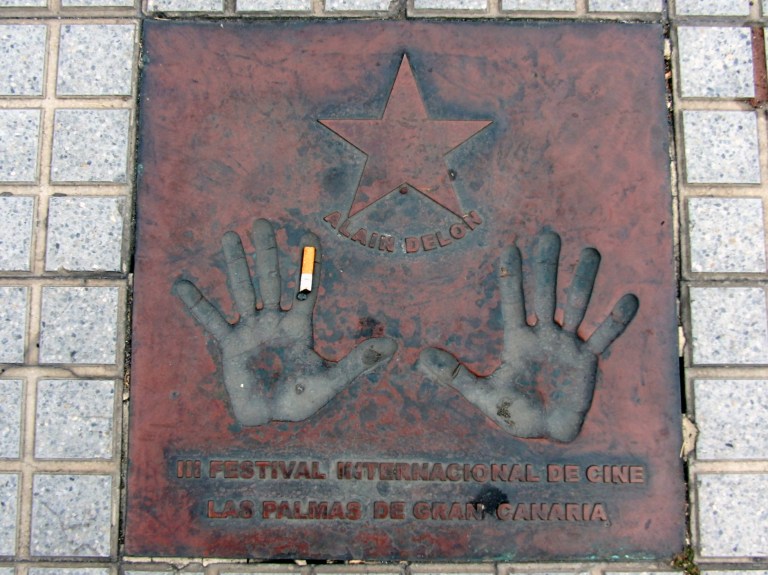 ALAIN DELON
III FESTIVAL INTERNACIONAL DE CINE
LAS PALMAS DE GRAN CANARIA